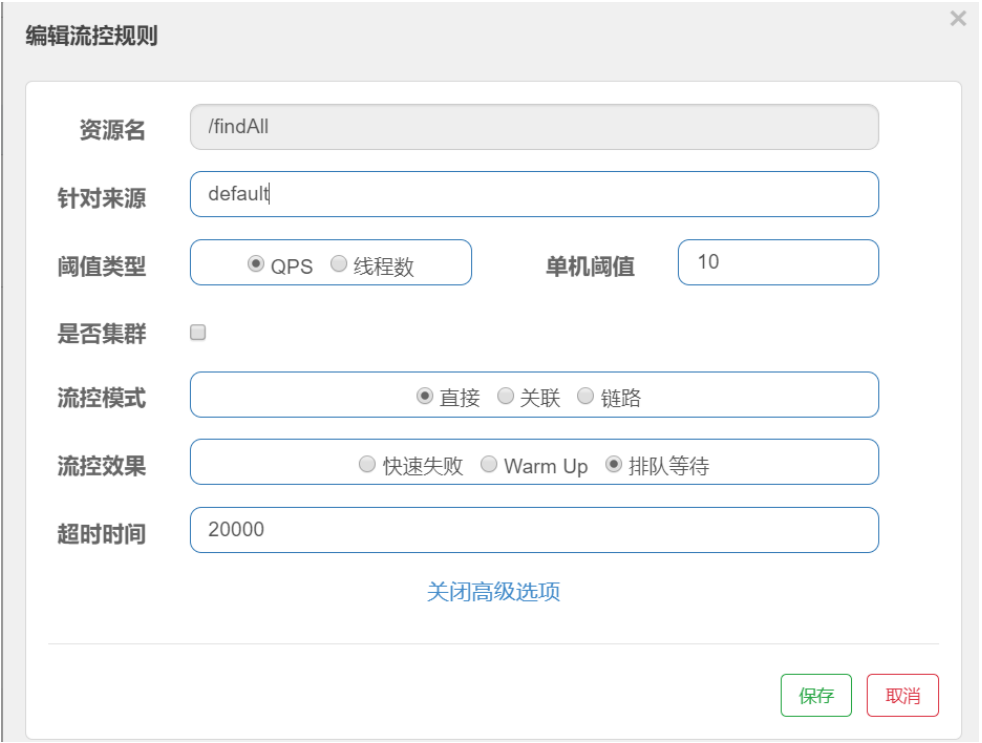 编辑流控规则 ×
资源名 /findAll
针对来源 default
阈值类型 QPS 线程数 单机阈值 10
是否集群
流控模式 直接 关联 链路
流控效果 快速失败 Warm Up 排队等待
超时时间 20000
关闭高级选项
保存 取消